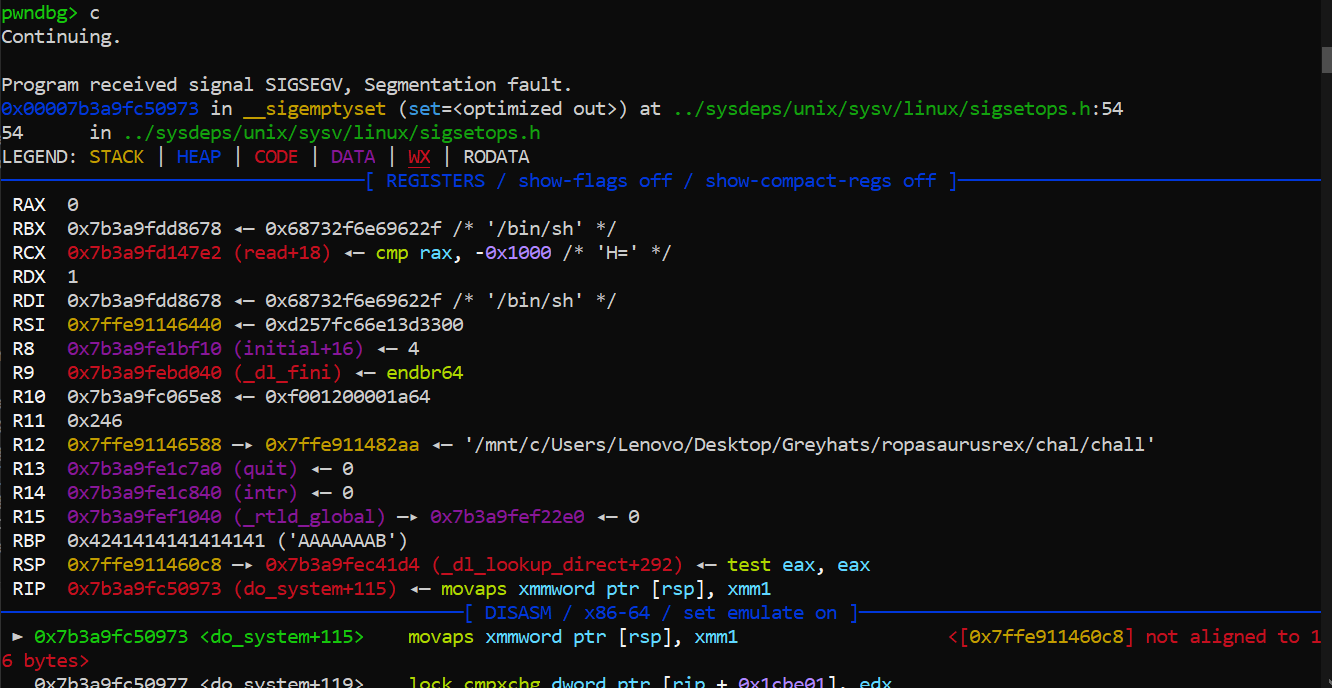 pwndbg> c
Continuing.
Program received signal SIGSEGV, Segmentation fault.
0x00007b3a9fc50973 in __sigemptyset (set=<optimized out>) at ../sysdeps/unix/sysv/linux/sigsetops.h:54
54      in ../sysdeps/unix/sysv/linux/sigsetops.h
LEGEND: STACK | HEAP | CODE | DATA | WX | RODATA
[ REGISTERS / show-flags off / show-compact-regs off ]
RAX  0
RBX  0x7b3a9fdd8678 ◂— 0x68732f6e69622f /* '/bin/sh' */
RCX  0x7b3a9fd147e2 (read+18) ◂— cmp rax, -0x1000 /* 'H=' */
RDX  1
RDI  0x7b3a9fdd8678 ◂— 0x68732f6e69622f /* '/bin/sh' */
RSI  0x7ffe91146440 ◂— 0xd257fc66e13d3300
R8   0x7b3a9fe1bf10 (initial+16) ◂— 4
R9   0x7b3a9febd040 (_dl_fini) ◂— endbr64
R10  0x7b3a9fc065e8 ◂— 0xf001200001a64
R11  0x246
R12  0x7ffe91146588 —▸ 0x7ffe911482aa ◂— '/mnt/c/Users/Lenovo/Desktop/Greyhats/ropasaurusrex/chal/chall'
R13  0x7b3a9fe1c7a0 (quit) ◂— 0
R14  0x7b3a9fe1c840 (intr) ◂— 0
R15  0x7b3a9fef1040 (_rtld_global) —▸ 0x7b3a9fef22e0 ◂— 0
RBP  0x4241414141414141 ('AAAAAAAB')
RSP  0x7ffe911460c8 —▸ 0x7b3a9fec41d4 (_dl_lookup_direct+292) ◂— test eax, eax
RIP  0x7b3a9fc50973 (do_system+115) ◂— movaps xmmword ptr [rsp], xmm1
[ DISASM / x86-64 / set emulate on ]
► 0x7b3a9fc50973 <do_system+115>    movaps xmmword ptr [rsp], xmm1     <[0x7ffe911460c8] not aligned to 1
6 bytes>
0x7b3a9fc50977 <do_system+119>    lock cmpxchg dword ptr [rip + 0x1cbe01], edx